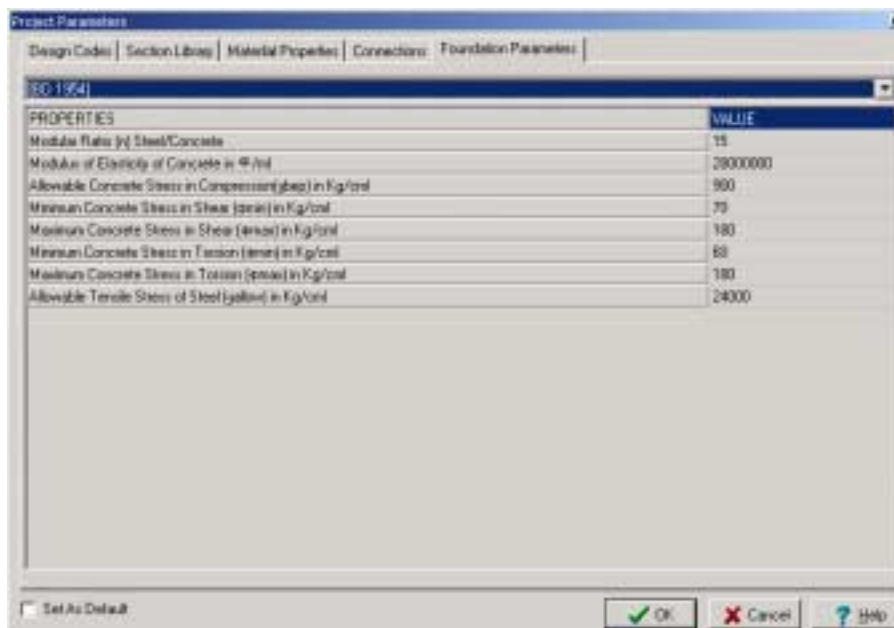 Project Parameters
Design Codes Section Library Material Properties Connections Foundation Parameters
PROPERTIES VALUE
Modular Ratio (n) Steel/Concrete 15
Modulus of Elasticity of Concrete in 28000000
Allowable Concrete Stress in Compression in Kg/cm
Minimum Concrete Stress in Shear in Kg/cm 70
Maximum Concrete Stress in Shear in Kg/cm 180
Minimum Concrete Stress in Torsion in Kg/cm
Maximum Concrete Stress in Torsion in Kg/cm 180
Allowable Tensile Stress of Steel in Kg/cm 24000
Set As Default OK Cancel Help